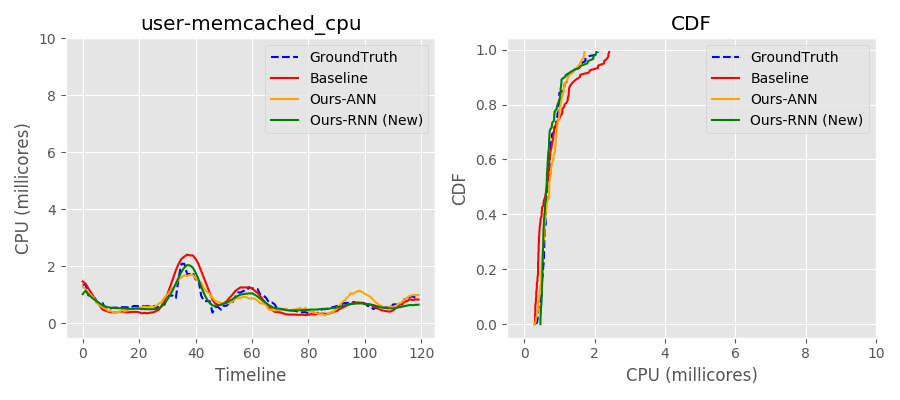 user-memcached_cpu
CPU (millicores)
10
8
6
4
2
0
0
20
40
60
80
100
120
Timeline
GroundTruth
Baseline
Ours-ANN
Ours-RNN (New)
CDF
CDF
1.0
0.8
0.6
0.4
0.2
0.0
0
2
4
6
8
10
CPU (millicores)
GroundTruth
Baseline
Ours-ANN
Ours-RNN (New)